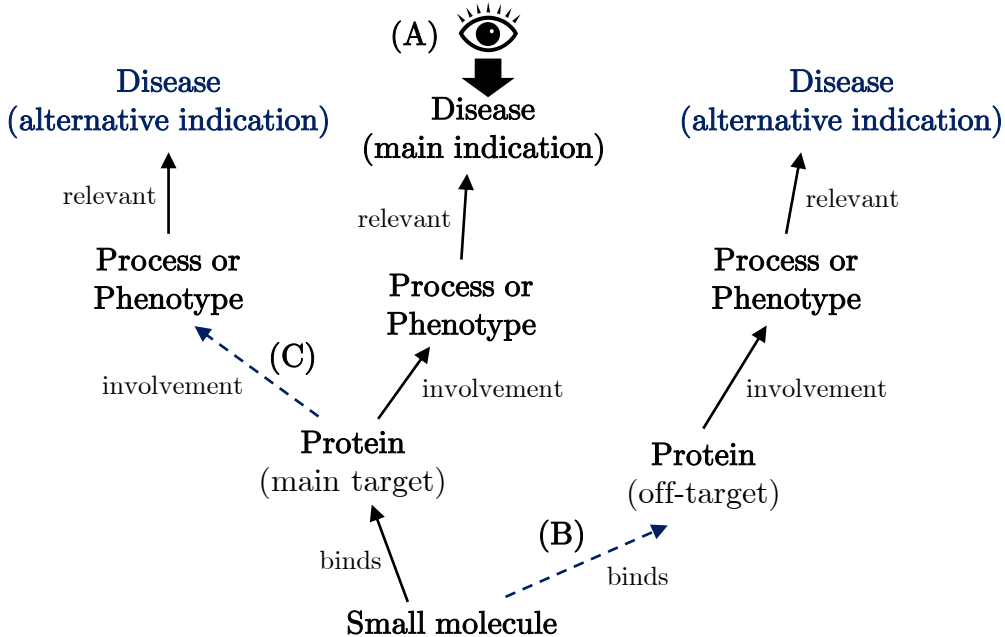 (A)
Disease
(alternative indication)
Disease
(main indication)
Disease
(alternative indication)
relevant
relevant
relevant
Process or
Phenotype
Process or
Phenotype
Process or
Phenotype
(C)
involvement
involvement
involvement
Protein
(main target)
Protein
(off-target)
(B)
binds
binds
Small molecule